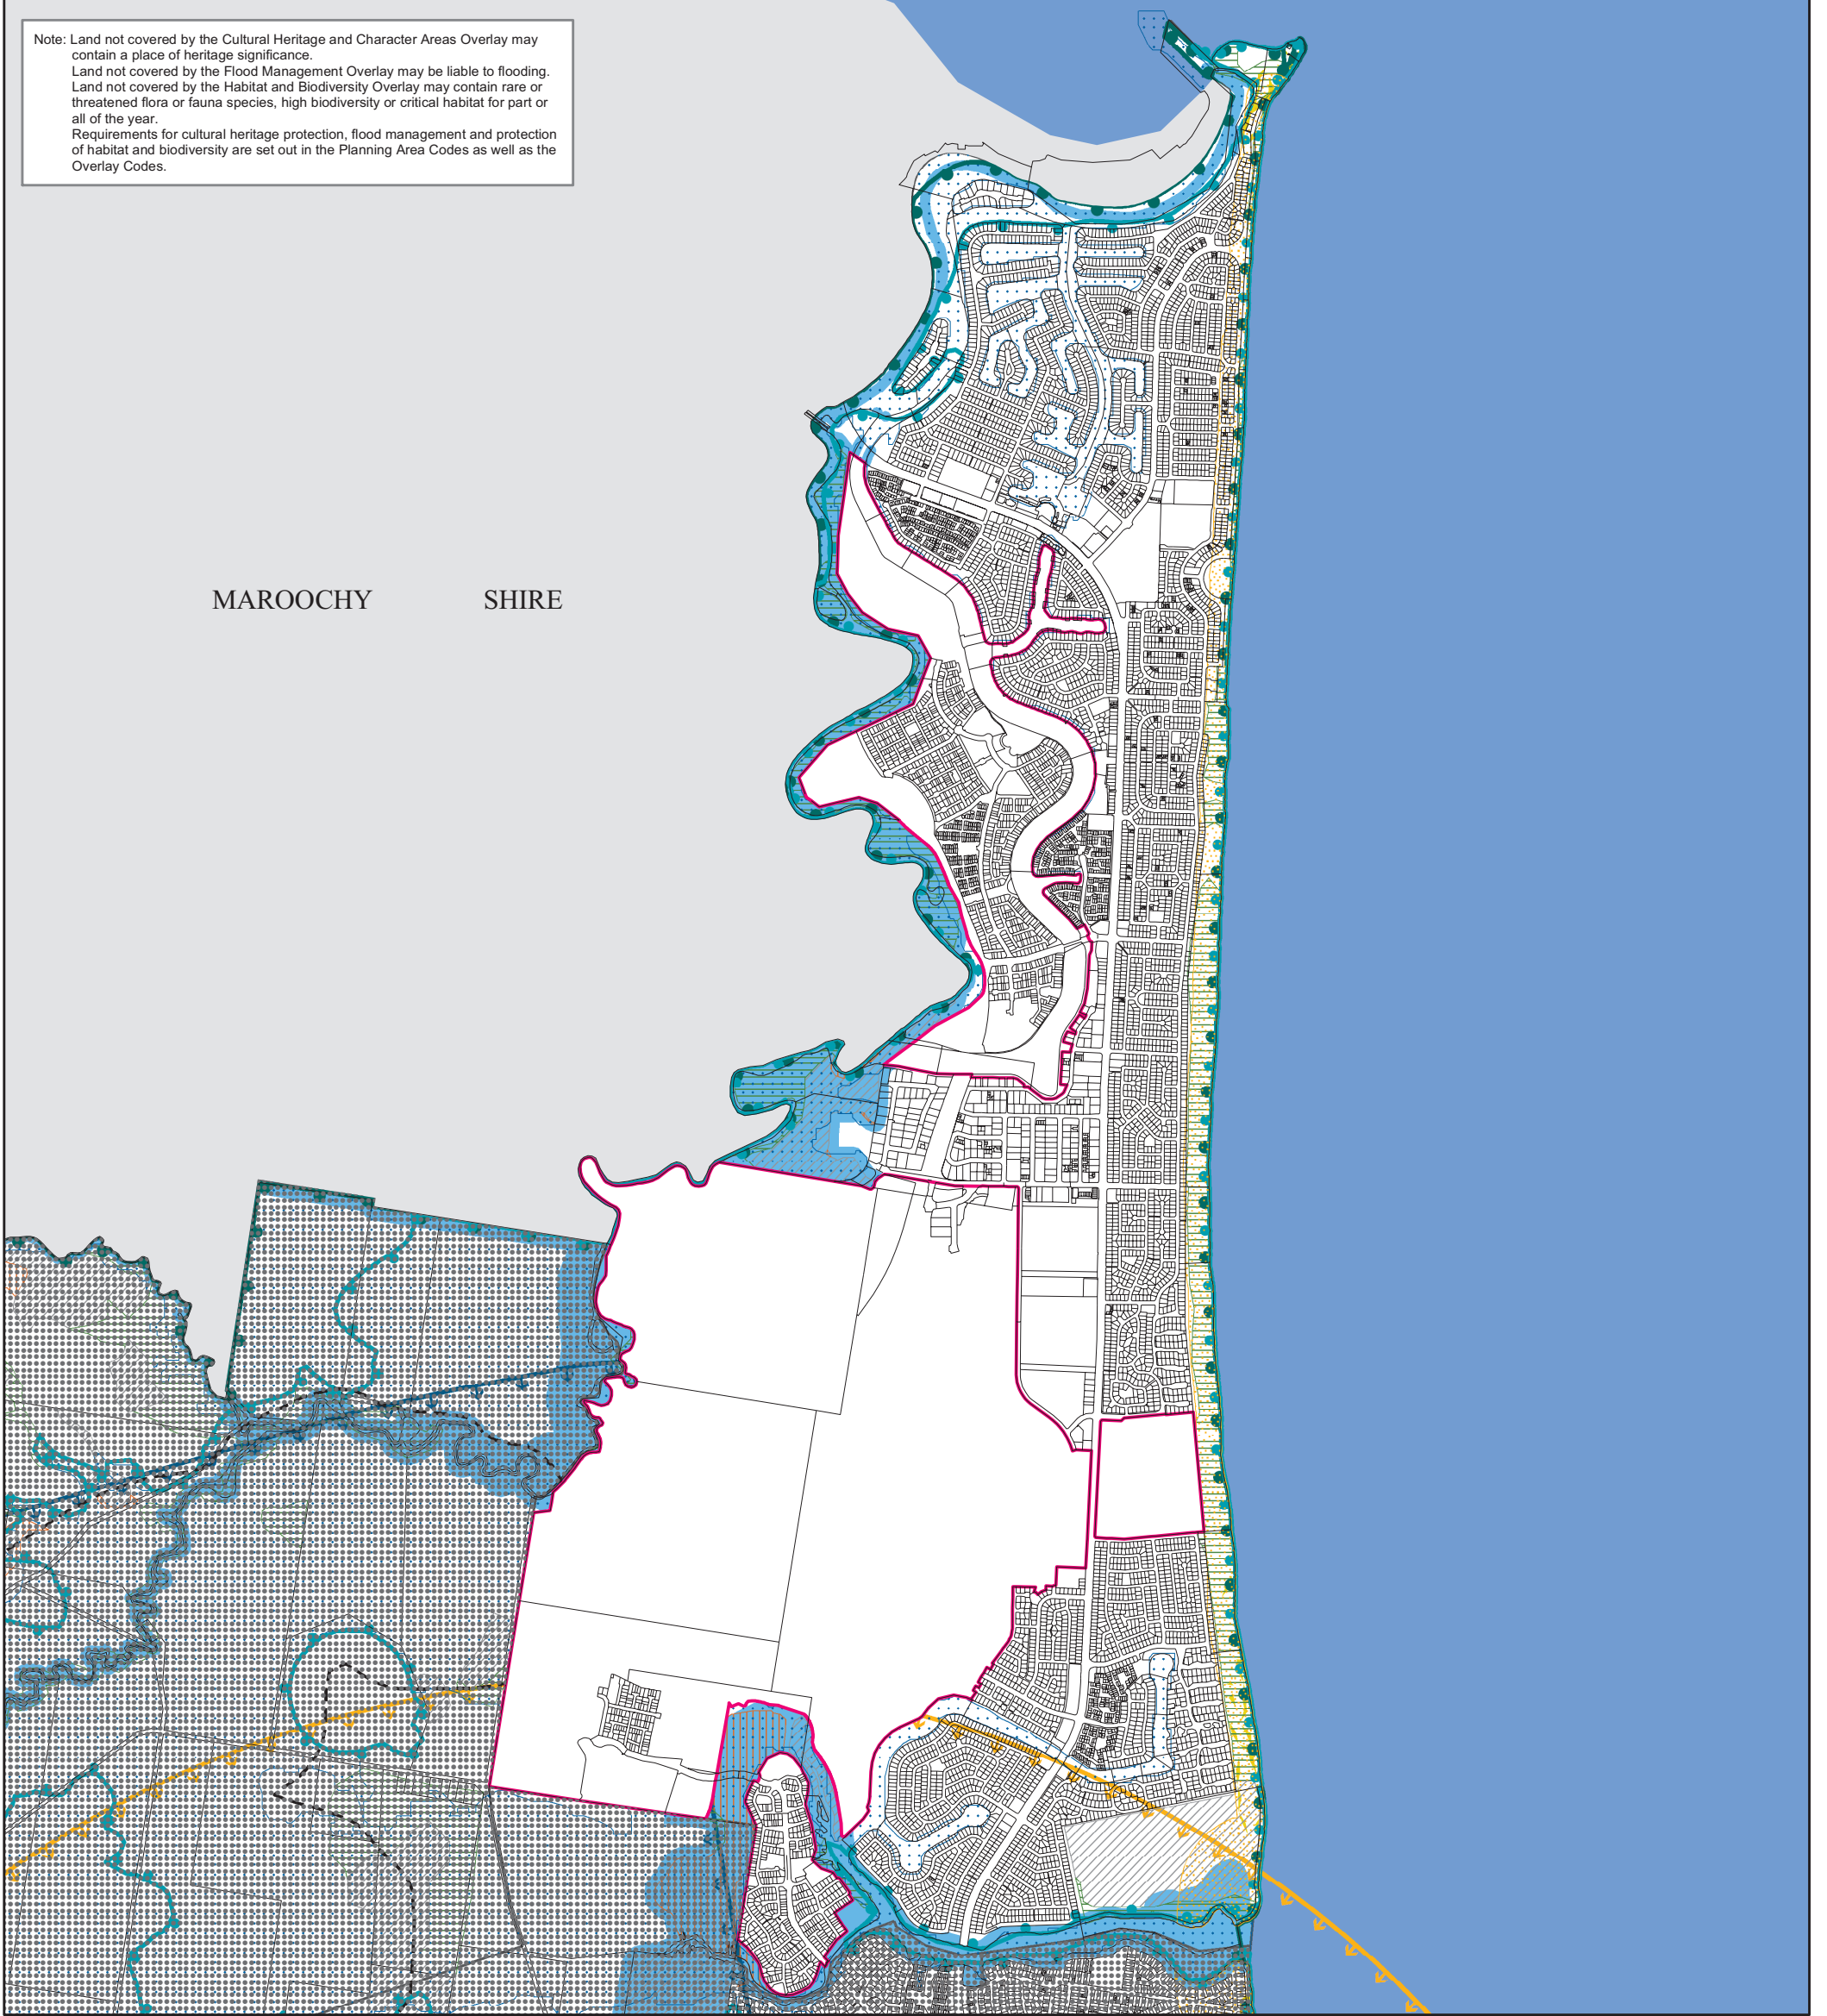 Note: Land not covered by the Cultural Heritage and Character Areas Overlay may
contain a place of heritage significance.
Land not covered by the Flood Management Overlay may be liable to flooding.
Land not covered by the Habitat and Biodiversity Overlay may contain rare or
threatened flora or fauna species, high biodiversity or critical habitat for part or
all of the year.
Requirements for cultural heritage protection, flood management and protection
of habitat and biodiversity are set out in the Planning Area Codes as well as the
Overlay Codes.
MAROOCHY SHIRE